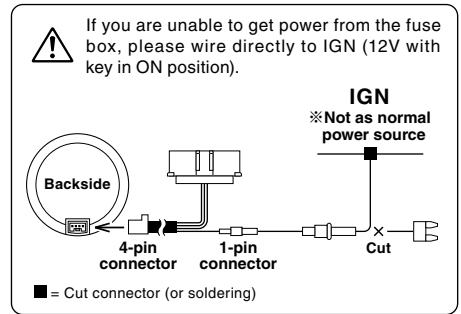 If you are unable to get power from the fuse
box, please wire directly to IGN (12V with
key in ON position).
IGN
※Not as normal
power source
Backside
4-pin
connector
1-pin
connector
Cut
■ = Cut connector (or soldering)